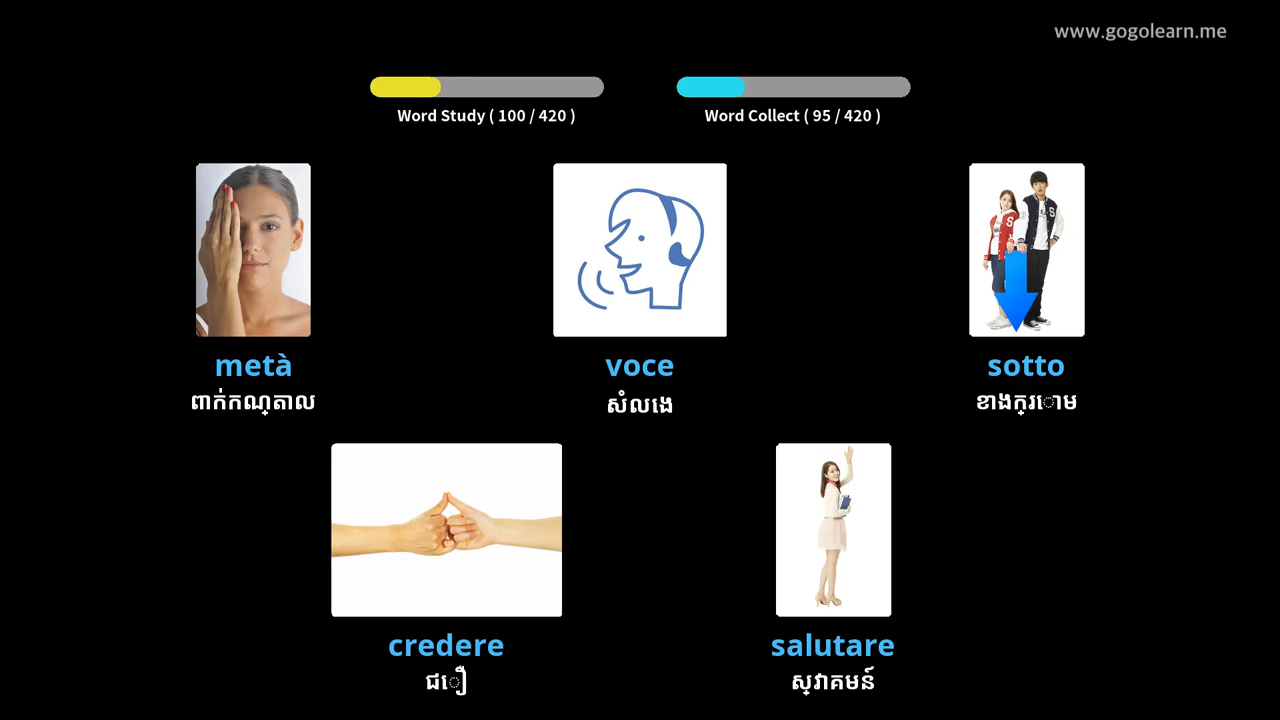 www.gogolearn.me
Word Study ( 100 / 420 )
Word Collect ( 95 / 420 )
metà
voce
sotto
ពាក់កណ្តាល
សំលេង
ខាងក្រោម
credere
salutare
ជឿ
ស្វាគមន៍